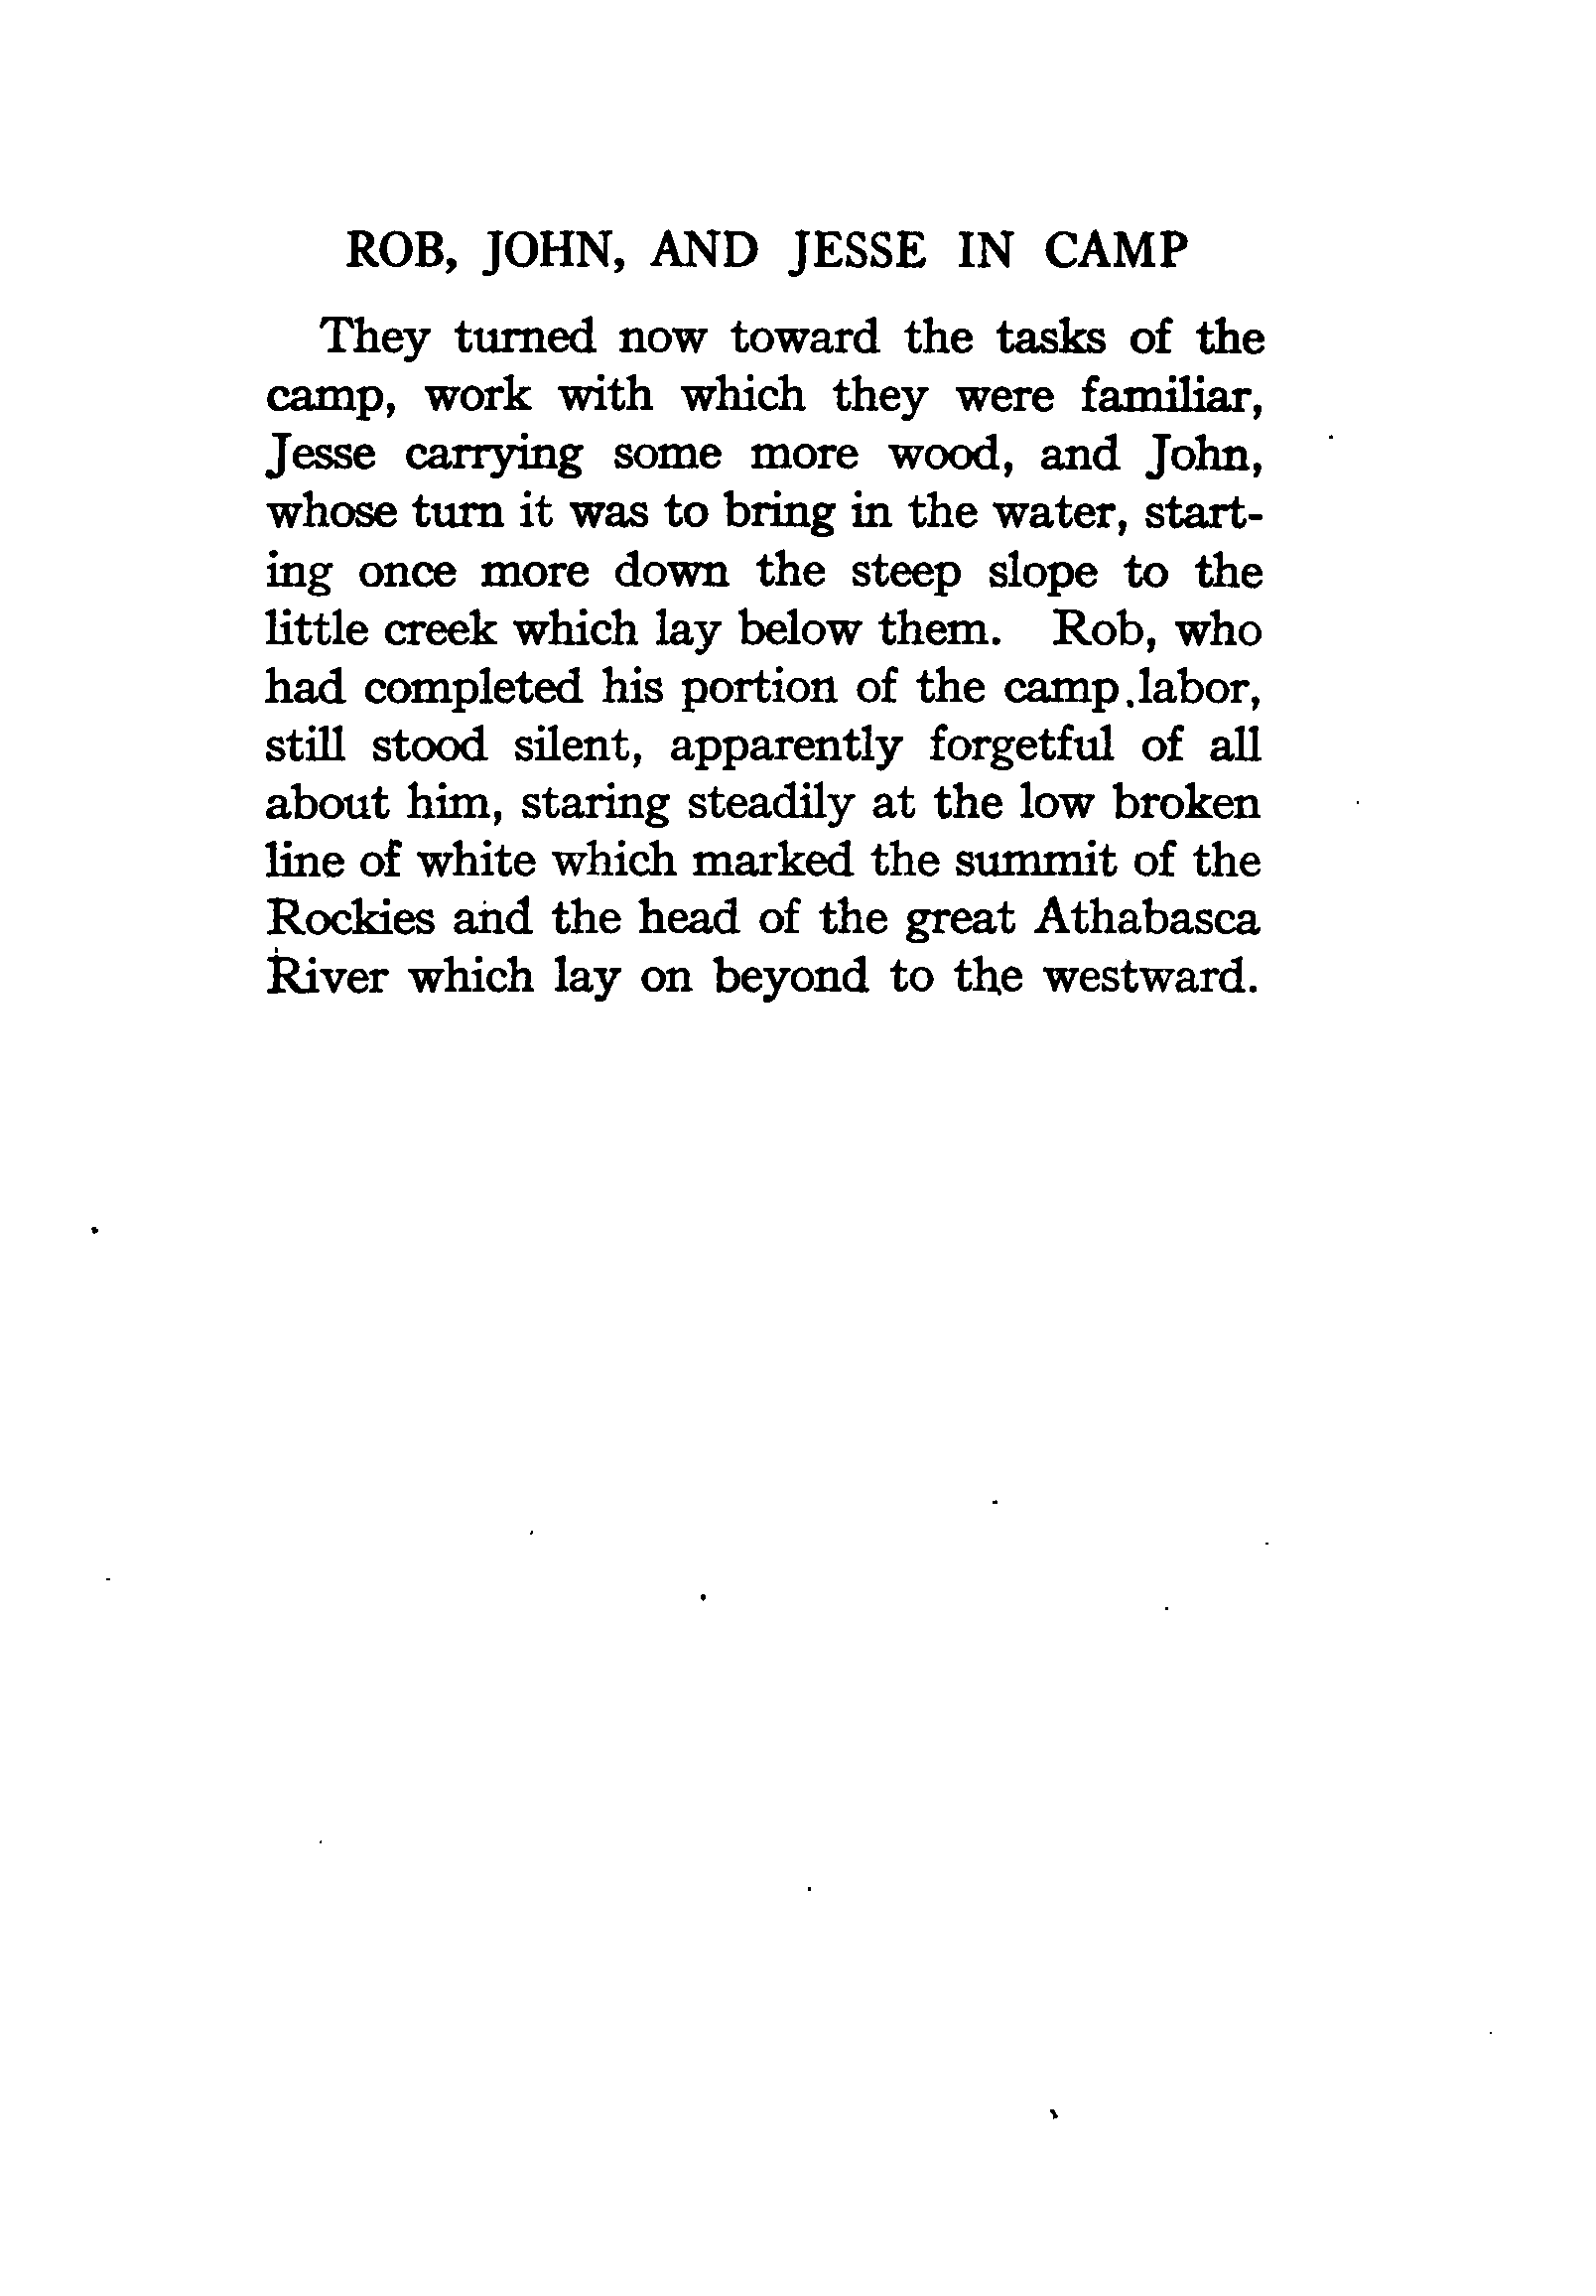 ROB, JOHN, AND JESSE IN CAMP
They turned now toward the tasks of the
camp, work with which they were familiar,
Jesse carrying some more wood, and John,
whose turn it was to bring in the water, start-
ing once more down the steep slope to the
little creek which lay below them. Rob, who
had completed his portion of the camp labor,
still stood silent, apparently forgetful of all
about him, staring steadily at the low broken
line of white which marked the summit of the
Rockies and the head of the great Athabasca
River which lay on beyond to the westward.